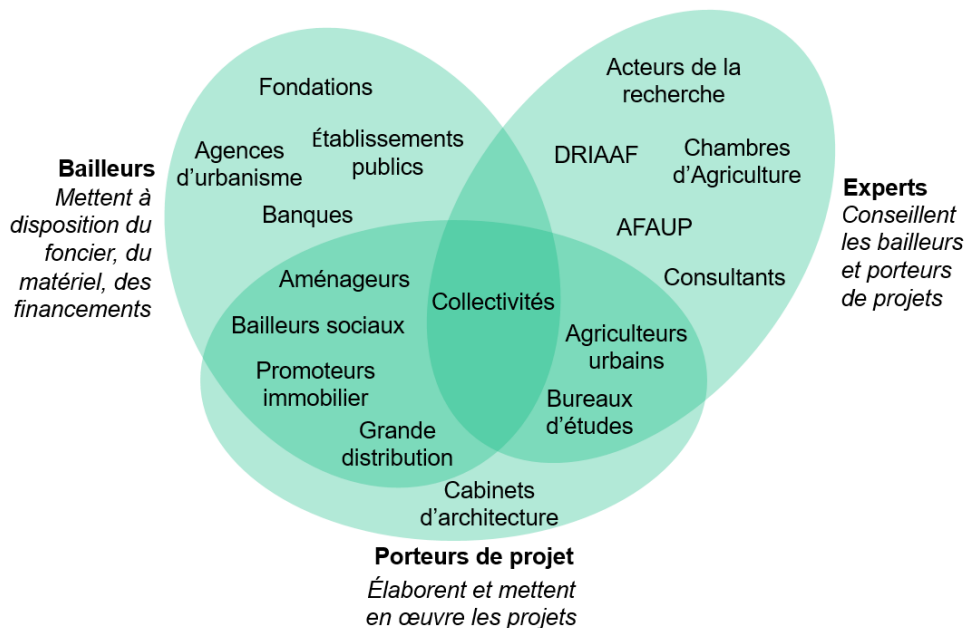 Fondations
Agences
d'urbanisme
Établissements
publics
Banques
Bailleurs
Mettent à
disposition du
foncier, du
matériel, des
financements
Acteurs de la
recherche
DRIAAF
Chambres
d'Agriculture
AFAUP
Consultants
Experts
Conseillent
les bailleurs
et porteurs
de projets
Aménageurs
Bailleurs sociaux
Promoteurs
immobilier
Grande
distribution
Collectivités
Agriculteurs
urbains
Bureaux
d'études
Cabinets
d'architecture
Porteurs de projet
Élaborent et mettent
en œuvre les projets